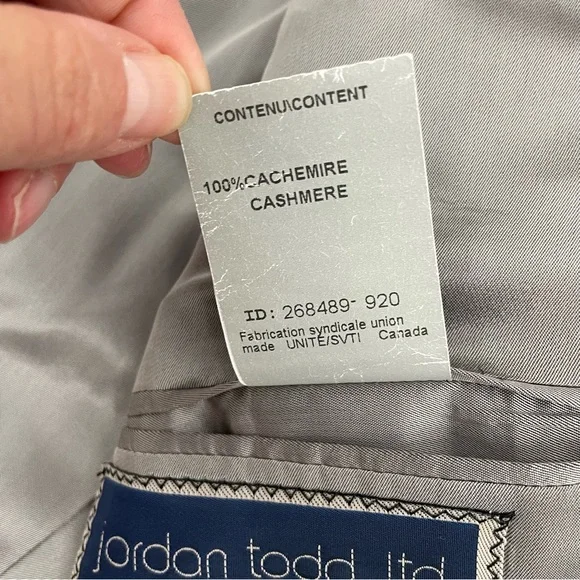 CONTENU\CONTENT
100%CACHEMIRE
CASHMERE
ID: 268489- 920
Fabrication syndicale union
made UNITE/SVTI Canada
jordan todd ltd